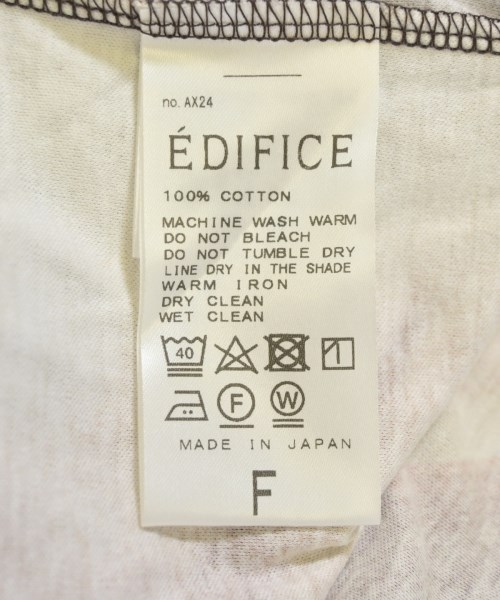 no. AX24
ÉDIFICE
100% COTTON
MACHINE WASH WARM
DO NOT BLEACH
DO NOT TUMBLE DRY
LINE DRY IN THE SHADE
WARM IRON
DRY CLEAN
WET CLEAN
40
F W
MADE IN JAPAN
F